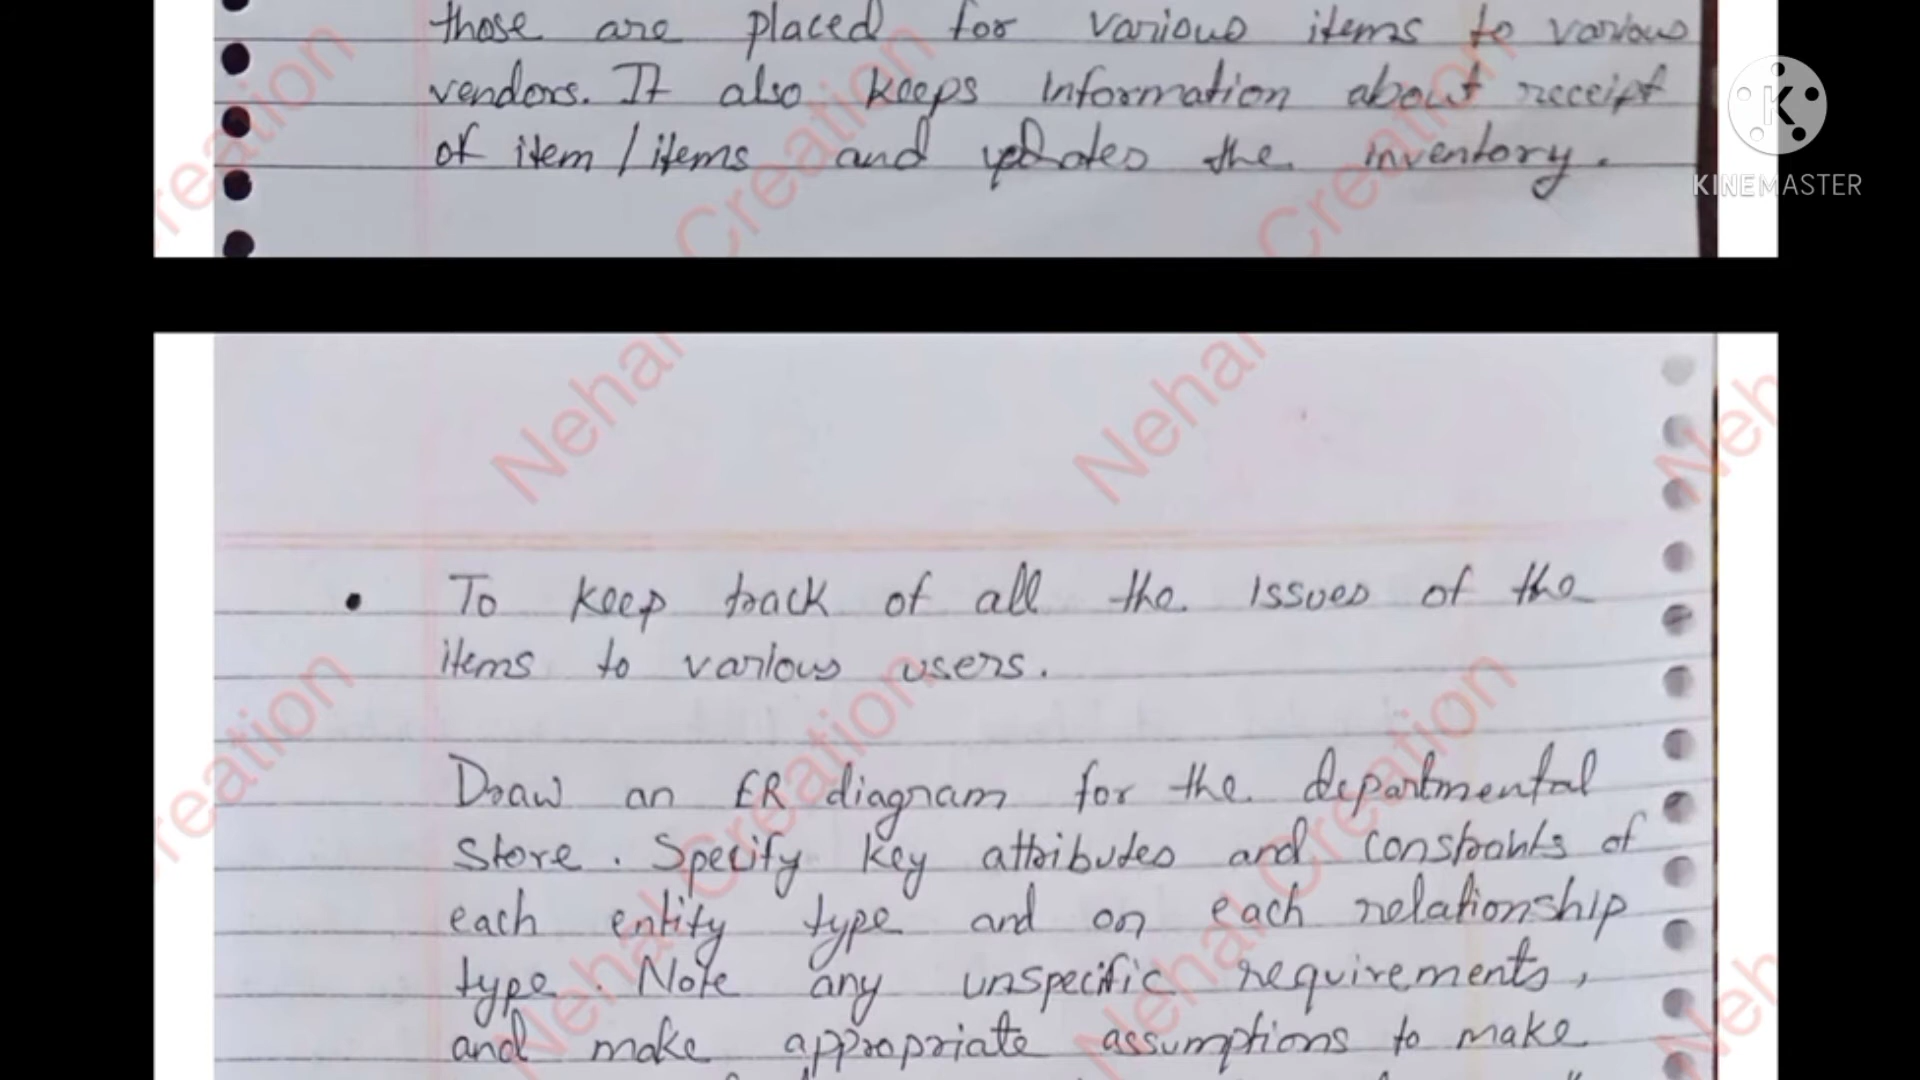 those are placed for various items to various
vendors. It also keeps information about receipt
of item / items and updates the inventory.
K
KINEMASTER
• To keep track of all the issues of the
items to various users.
Draw an ER diagram for the departmental
store. Specify key attributes and constraints of
each entity type and on each relationship
type. Note any unspecific requirements,
and make appropriate assumptions to make
Nehal Creation